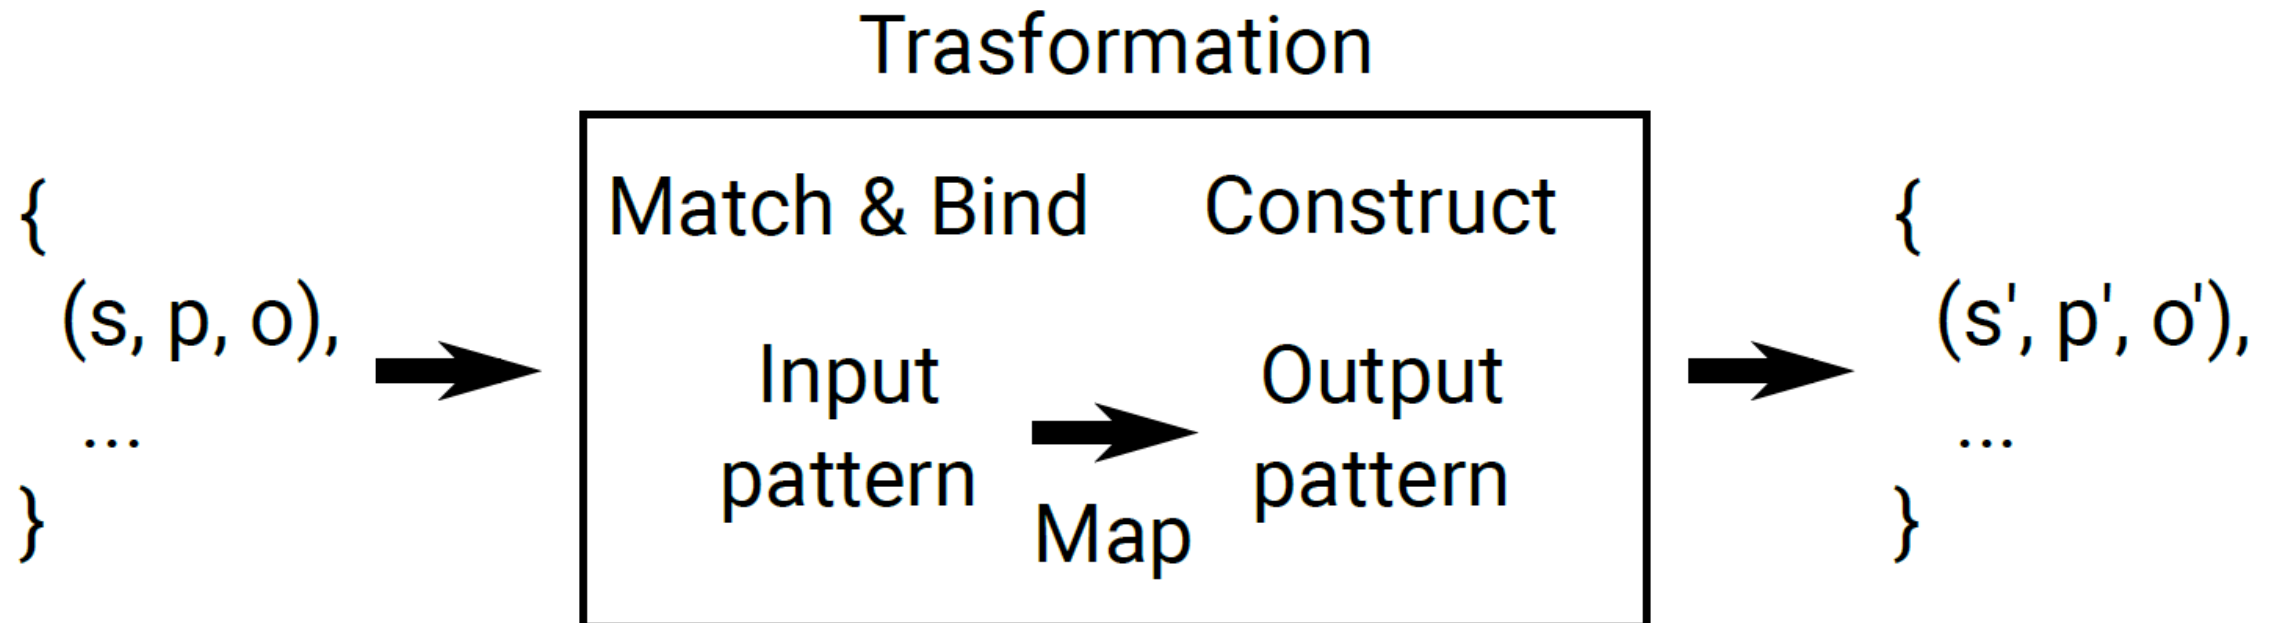 Trasformation
{
(s, p, o),
...
}
Match & Bind
Construct
Input
pattern
Map
Output
pattern
{
(s', p', o'),
...
}